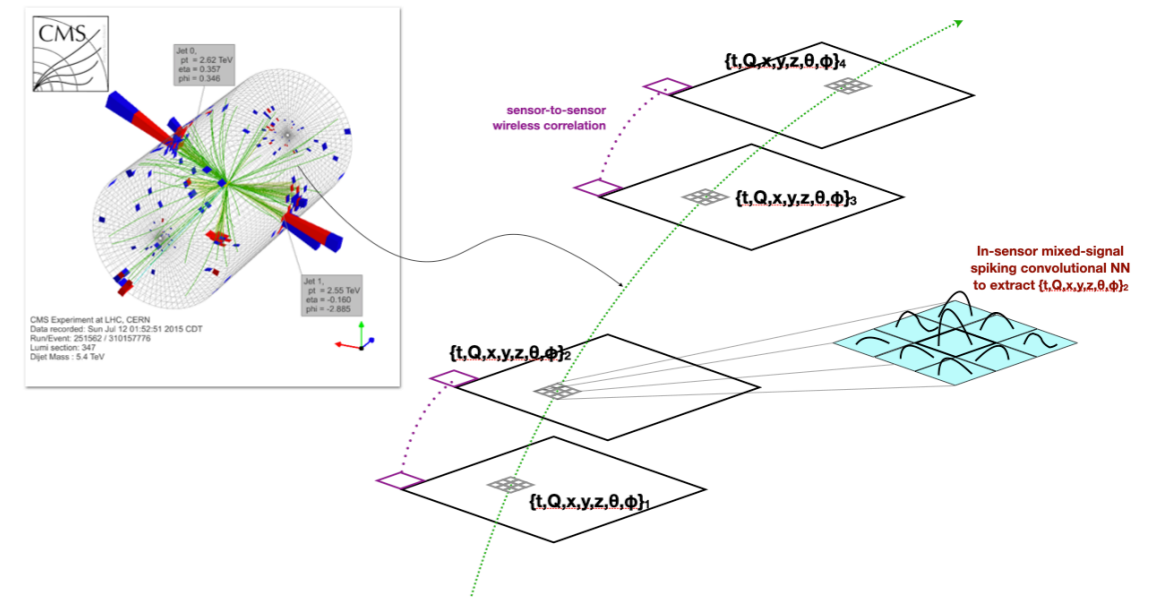 CMS
Jet 0,
pt = 2.62 TeV
eta = 0.357
phi = 0.346
Jet 1,
pt = 2.55 TeV
eta = -0.160
phi = -2.885
CMS Experiment at LHC, CERN
Data recorded: Sun Jul 12 01:52:51 2015 CDT
Run/Event: 251562 / 310157776
Lumi section: 347
Dijet Mass : 5.4 TeV
{t,Q,x,y,z,θ,ϕ}₄
sensor-to-sensor
wireless correlation
{t,Q,x,y,z,θ,ϕ}₃
In-sensor mixed-signal
spiking convolutional NN
to extract {t,Q,x,y,z,θ,ϕ}₂
{t,Q,x,y,z,θ,ϕ}₂
{t,Q,x,y,z,θ,ϕ}₁